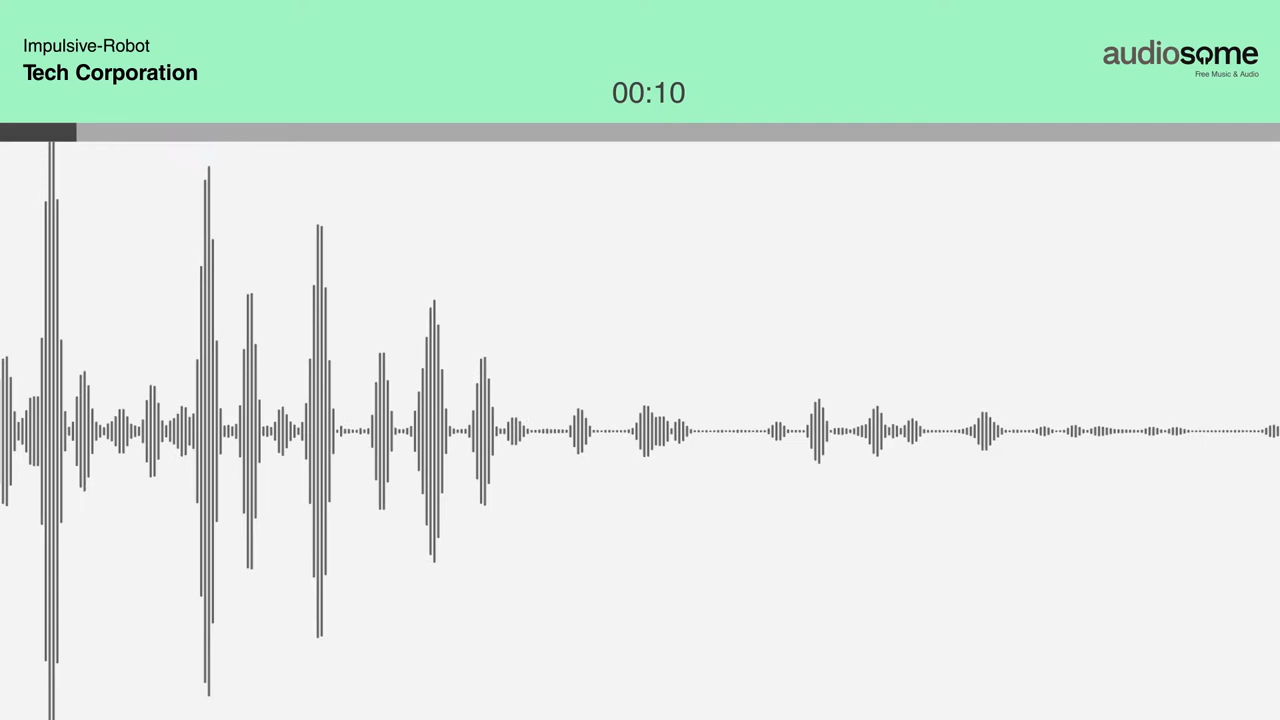 Impulsive-Robot
Tech Corporation
00:10
audiosome
Free Music & Audio